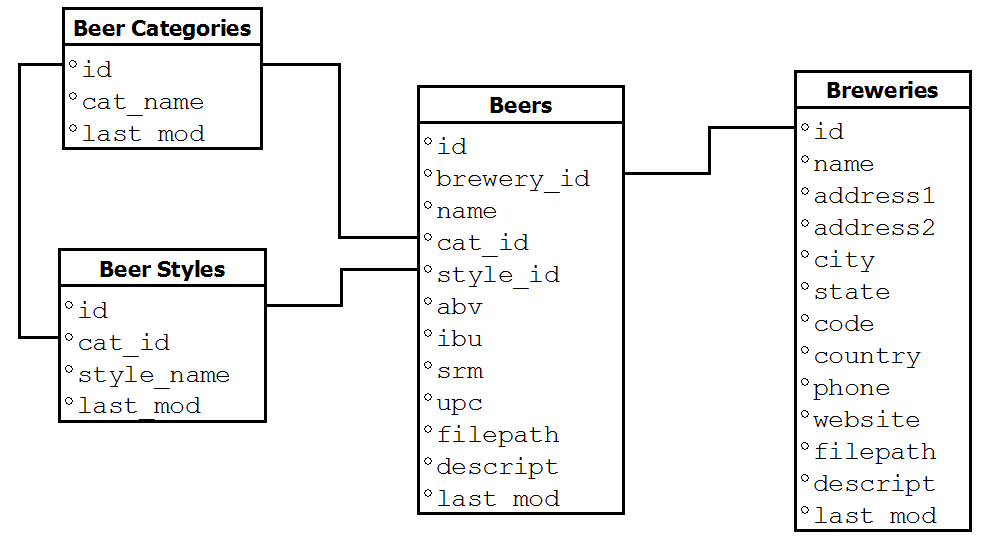 Beer Categories
id
cat_name
last_mod
Beer Styles
id
cat_id
style_name
last_mod
Beers
id
brewery_id
name
cat_id
style_id
abv
ibu
srm
upc
filepath
descript
last_mod
Breweries
id
name
address1
address2
city
state
code
country
phone
website
filepath
descript
last_mod